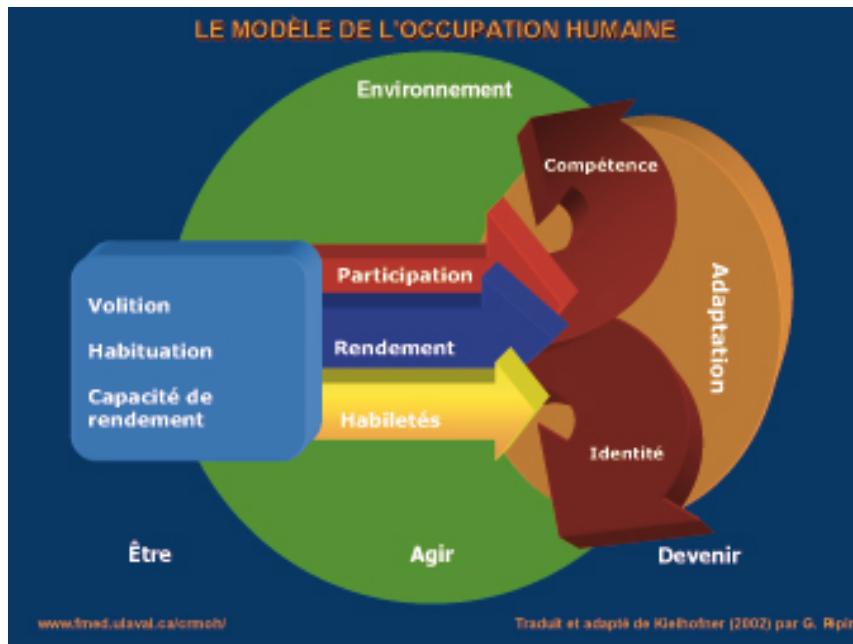 LE MODÈLE DE L'OCCUPATION HUMAINE
Environnement
Compétence
Participation
Volition
Adaptation
Rendement
Habituation
Capacité de
rendement
Habiletés
Identité
Être
Agir
Devenir
www.fmed.ulaval.ca/crmoh/
Traduit et adapté de Kielhofner (2002) par G.